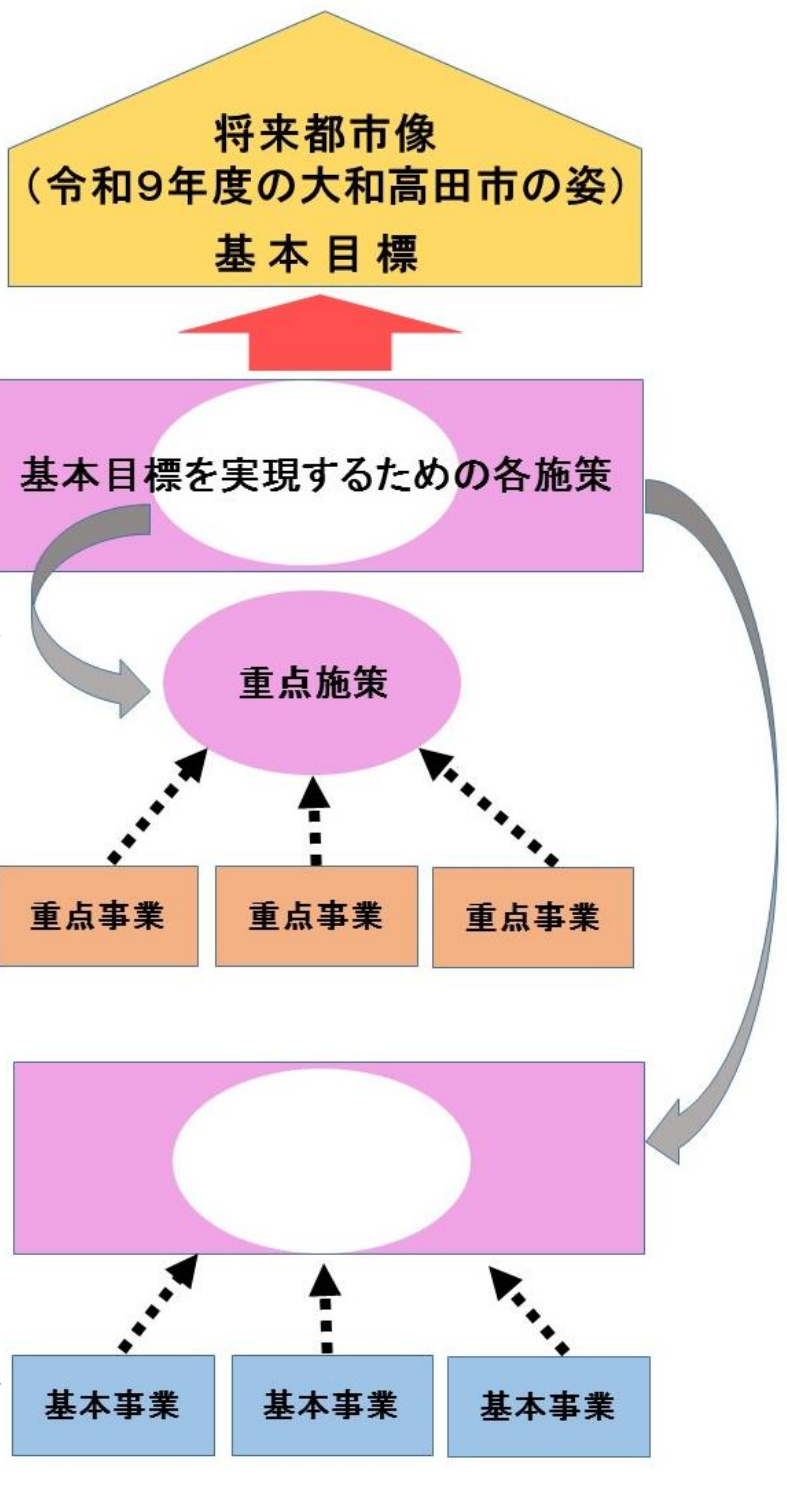 将来都市像
（令和９年度の大和高田市の姿）
基本目標
基本目標を実現するための各施策
重点施策
重点事業
重点事業
重点事業
基本事業
基本事業
基本事業